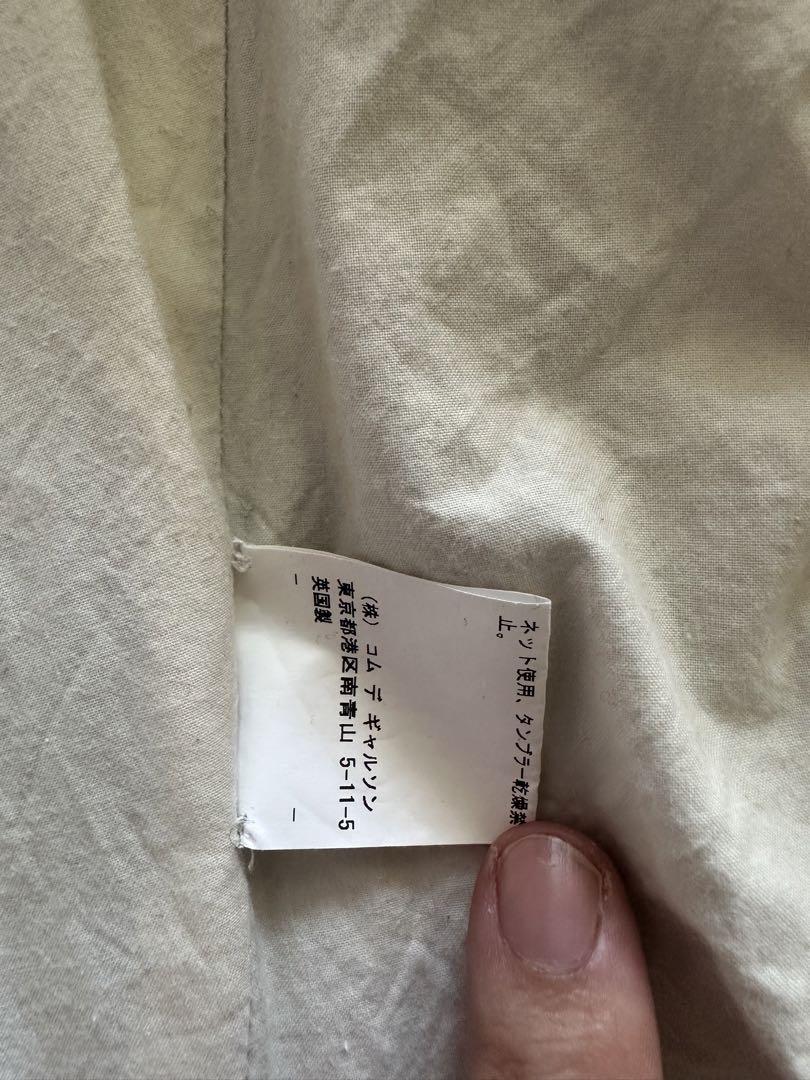 ネット使用、タンブラー乾燥禁
止。
(株) コム デ ギャルソン
東京都港区南青山 5-11-5
英国製